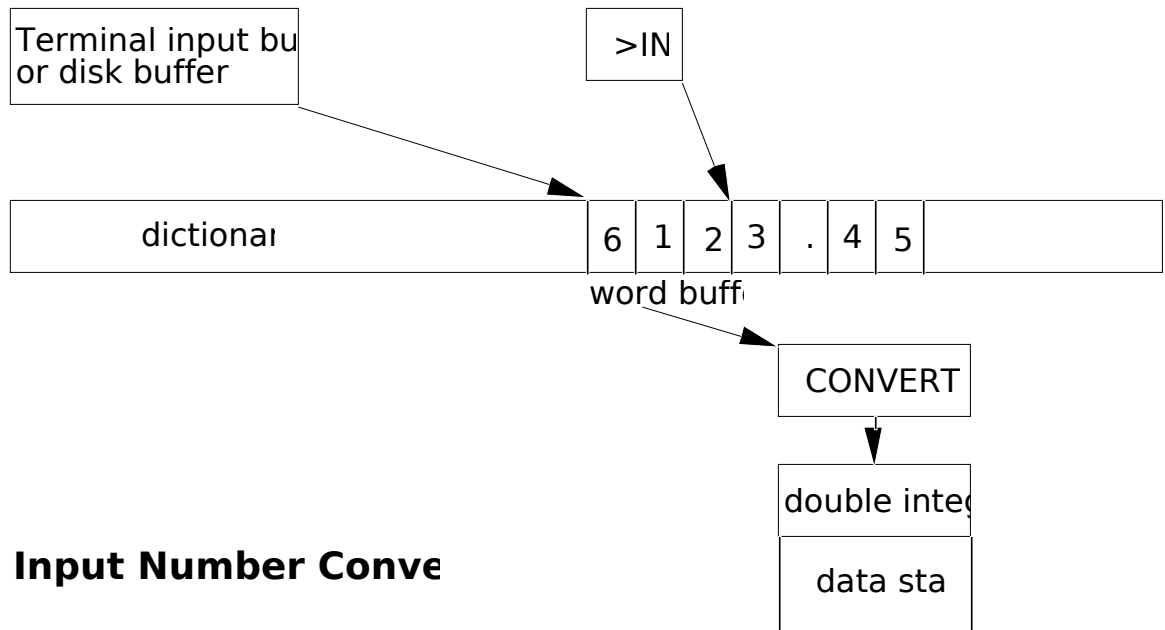 Terminal input bu
or disk buffer
>IN
dictionar
6 1 2 3 . 4 5
word buffe
CONVERT
double integ
data sta
Input Number Conve